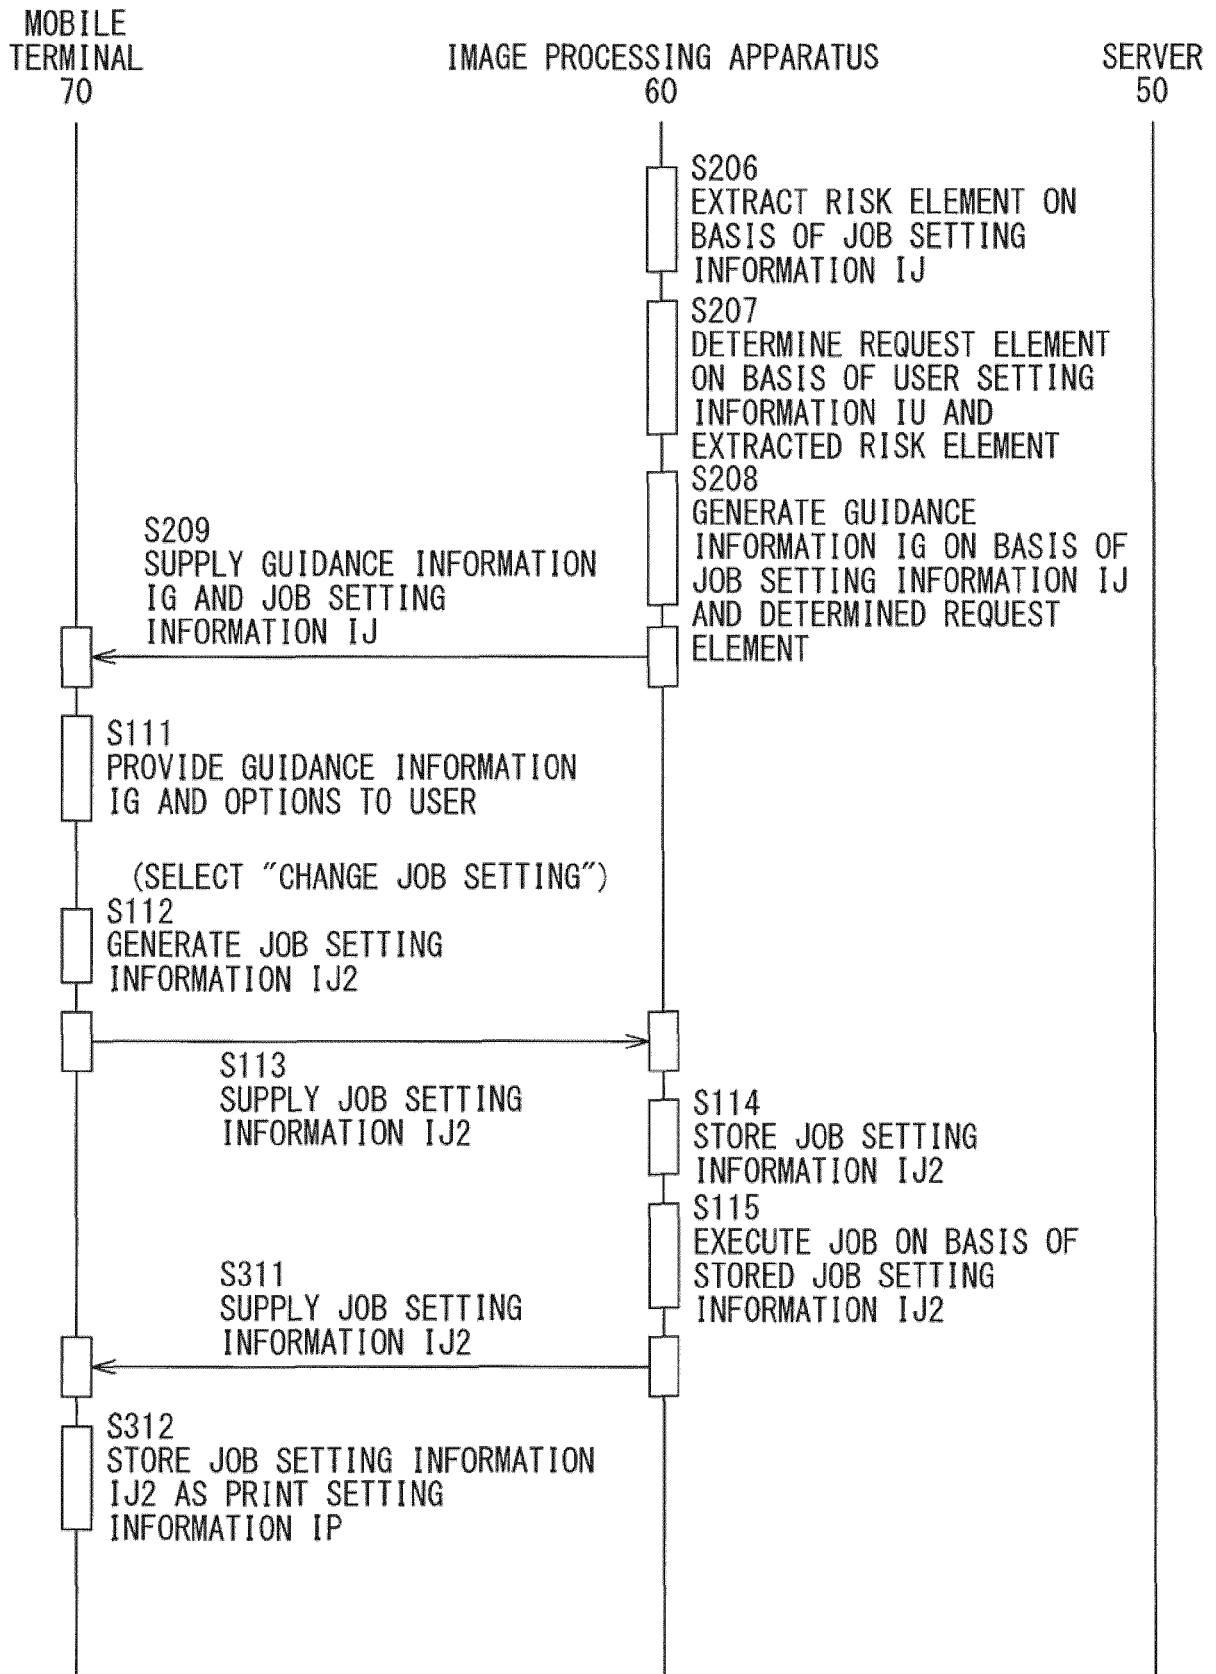 MOBILE
TERMINAL
70
IMAGE PROCESSING APPARATUS
60
SERVER
50
S206
EXTRACT RISK ELEMENT ON
BASIS OF JOB SETTING
INFORMATION IJ
S207
DETERMINE REQUEST ELEMENT
ON BASIS OF USER SETTING
INFORMATION IU AND
EXTRACTED RISK ELEMENT
S208
GENERATE GUIDANCE
INFORMATION IG ON BASIS OF
JOB SETTING INFORMATION IJ
AND DETERMINED REQUEST
ELEMENT
S209
SUPPLY GUIDANCE INFORMATION
IG AND JOB SETTING
INFORMATION IJ
S111
PROVIDE GUIDANCE INFORMATION
IG AND OPTIONS TO USER
(SELECT "CHANGE JOB SETTING")
S112
GENERATE JOB SETTING
INFORMATION IJ2
S113
SUPPLY JOB SETTING
INFORMATION IJ2
S114
STORE JOB SETTING
INFORMATION IJ2
S115
EXECUTE JOB ON BASIS OF
STORED JOB SETTING
INFORMATION IJ2
S311
SUPPLY JOB SETTING
INFORMATION IJ2
S312
STORE JOB SETTING INFORMATION
IJ2 AS PRINT SETTING
INFORMATION IP